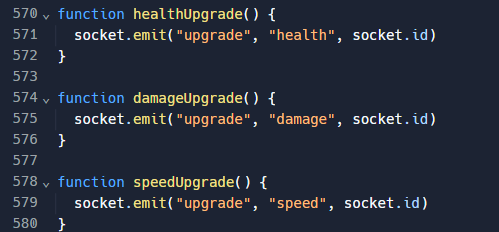 570 function healthUpgrade() {
571 socket.emit("upgrade", "health", socket.id)
572 }
573
574 function damageUpgrade() {
575 socket.emit("upgrade", "damage", socket.id)
576 }
577
578 function speedUpgrade() {
579 socket.emit("upgrade", "speed", socket.id)
580 }